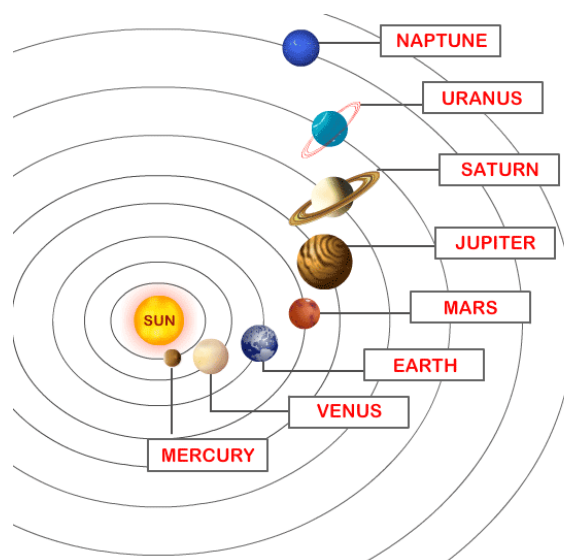 NAPTUNE
URANUS
SATURN
JUPITER
SUN
MARS
EARTH
VENUS
MERCURY